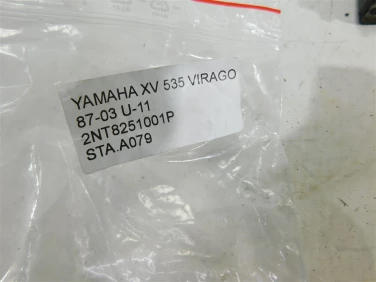 YAMAHA XV 535 VIRAGO
87-03 U-11
2NT8251001P
STA.A079